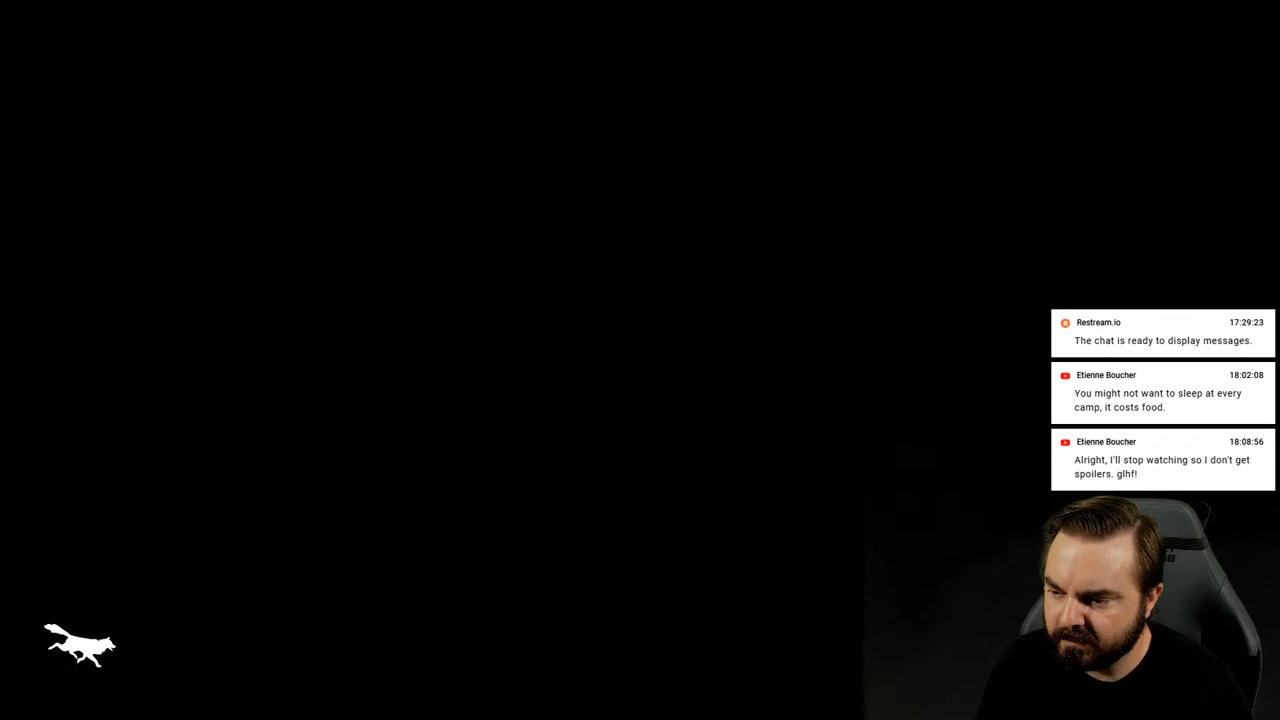 Restream.io 17:29:23
The chat is ready to display messages.
Etienne Boucher 18:02:08
You might not want to sleep at every
camp, it costs food.
Etienne Boucher 18:08:56
Alright, I'll stop watching so I don't get
spoilers. glhf!